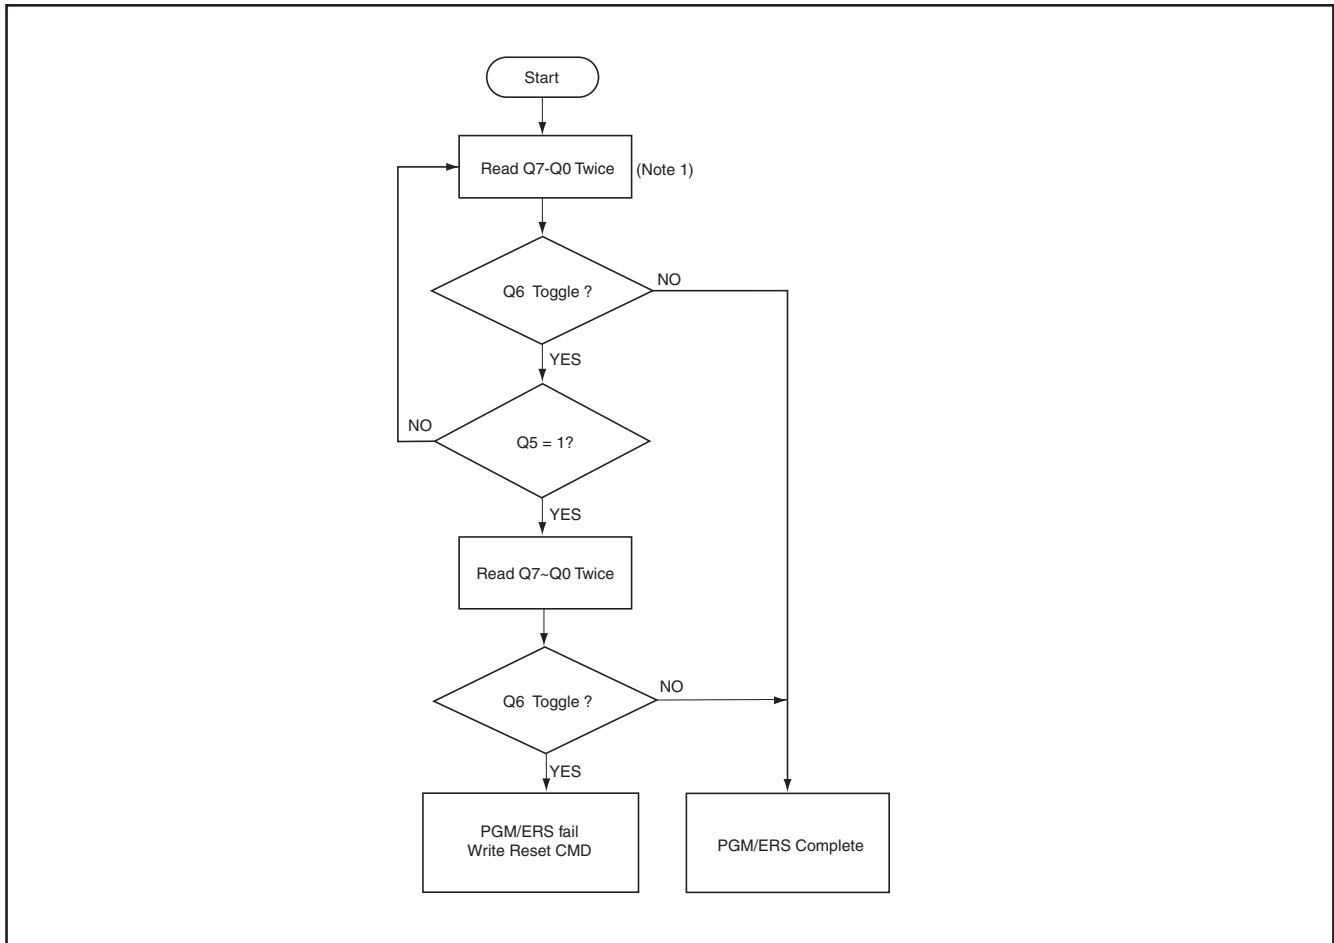 Start
Read Q7-Q0 Twice
(Note 1)
Q6 Toggle ?
NO
YES
NO
Q5 = 1?
YES
Read Q7~Q0 Twice
Q6 Toggle ?
NO
YES
PGM/ERS fail
Write Reset CMD
PGM/ERS Complete